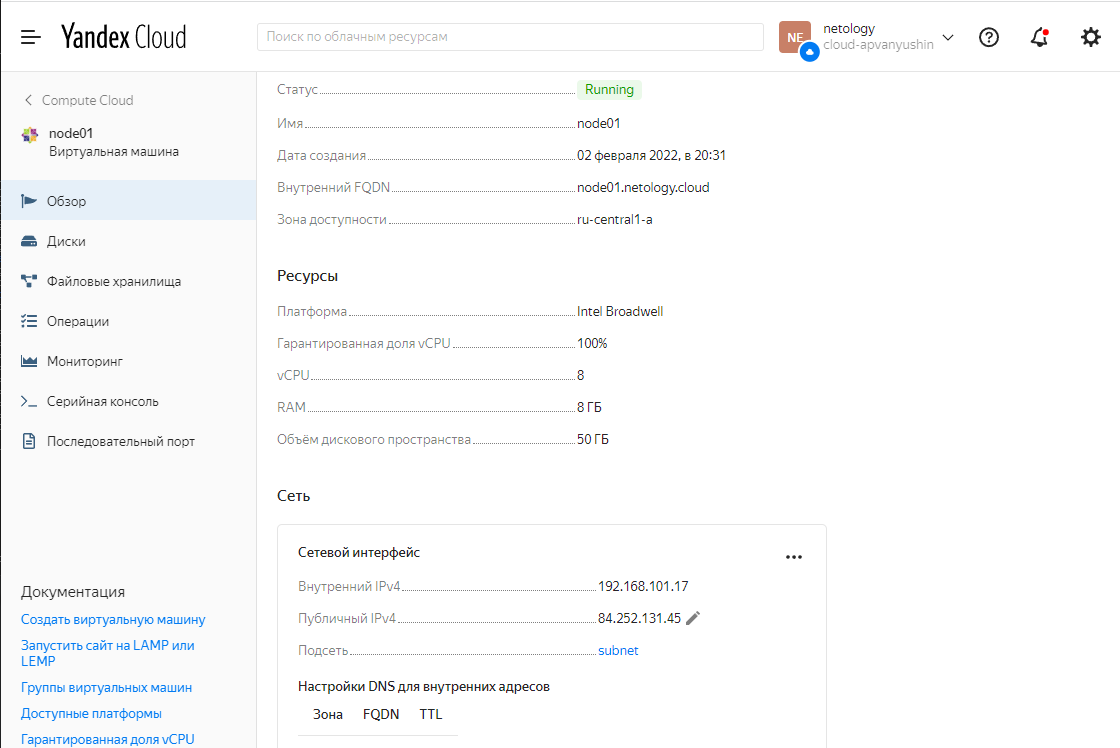 Yandex Cloud
Поиск по облачным ресурсам
NE
netology
cloud-apvanyushin
Compute Cloud
node01
Виртуальная машина
Обзор
Диски
Файловые хранилища
Операции
Мониторинг
Серийная консоль
Последовательный порт
Документация
Создать виртуальную машину
Запустить сайт на LAMP или
LEMP
Группы виртуальных машин
Доступные платформы
Гарантированная доля vCPU
Статус Running
Имя node01
Дата создания 02 февраля 2022, в 20:31
Внутренний FQDN node01.netology.cloud
Зона доступности ru-central1-a
Ресурсы
Платформа Intel Broadwell
Гарантированная доля vCPU 100%
vCPU 8
RAM 8 ГБ
Объём дискового пространства 50 ГБ
Сеть
Сетевой интерфейс
Внутренний IPv4 192.168.101.17
Публичный IPv4 84.252.131.45
Подсеть subnet
Настройки DNS для внутренних адресов
Зона FQDN TTL